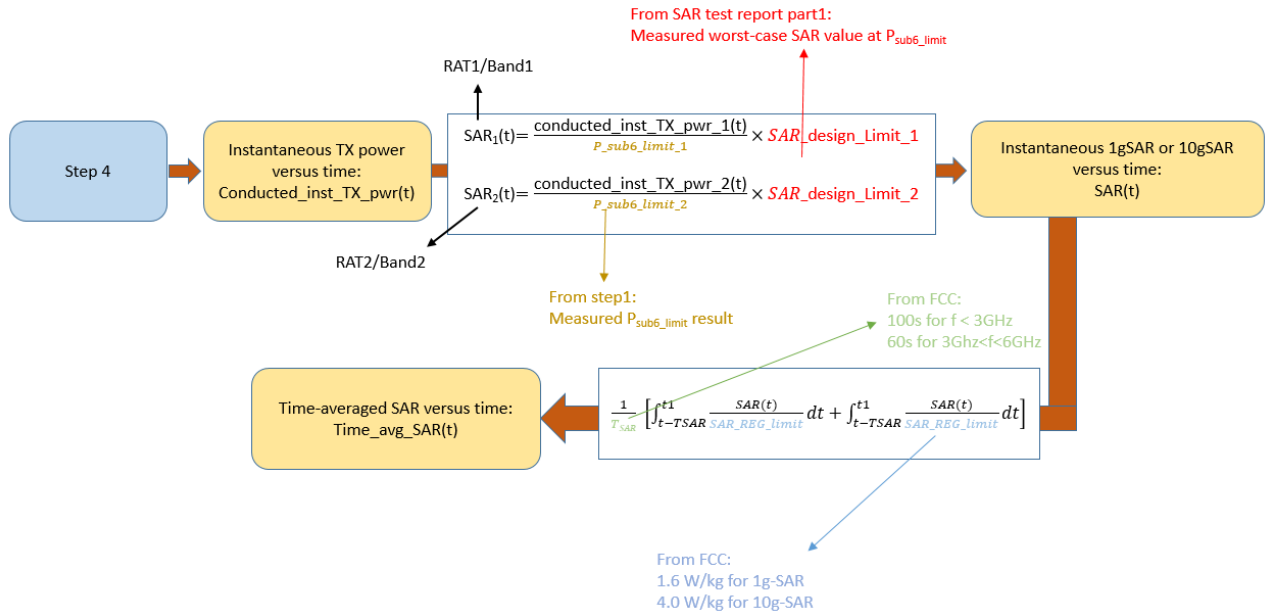 From SAR test report part1:
Measured worst-case SAR value at P_sub6_limit
RAT1/Band1
Step 4
Instantaneous TX power
versus time:
Conducted_inst_TX_pwr(t)
SAR₁(t)= conducted_inst_TX_pwr_1(t) / P_sub6_limit_1 × SAR_design_Limit_1
SAR₂(t)= conducted_inst_TX_pwr_2(t) / P_sub6_limit_2 × SAR_design_Limit_2
Instantaneous 1gSAR or 10gSAR
versus time:
SAR(t)
RAT2/Band2
From step1:
Measured P_sub6_limit result
From FCC:
100s for f < 3GHz
60s for 3Ghz<f<6GHz
Time-averaged SAR versus time:
Time_avg_SAR(t)
1/T_SAR [∫_{t−TSAR}^{t1} SAR(t)/SAR_REG_limit dt + ∫_{t−TSAR}^{t1} SAR(t)/SAR_REG_limit dt]
From FCC:
1.6 W/kg for 1g-SAR
4.0 W/kg for 10g-SAR